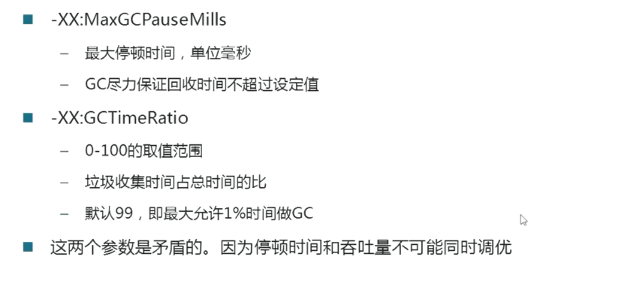 -XX:MaxGCPauseMills
– 最大停顿时间，单位毫秒
– GC尽力保证回收时间不超过设定值
-XX:GCTimeRatio
– 0-100的取值范围
– 垃圾收集时间占总时间的比
– 默认99，即最大允许1%时间做GC
这两个参数是矛盾的。因为停顿时间和吞吐量不可能同时调优